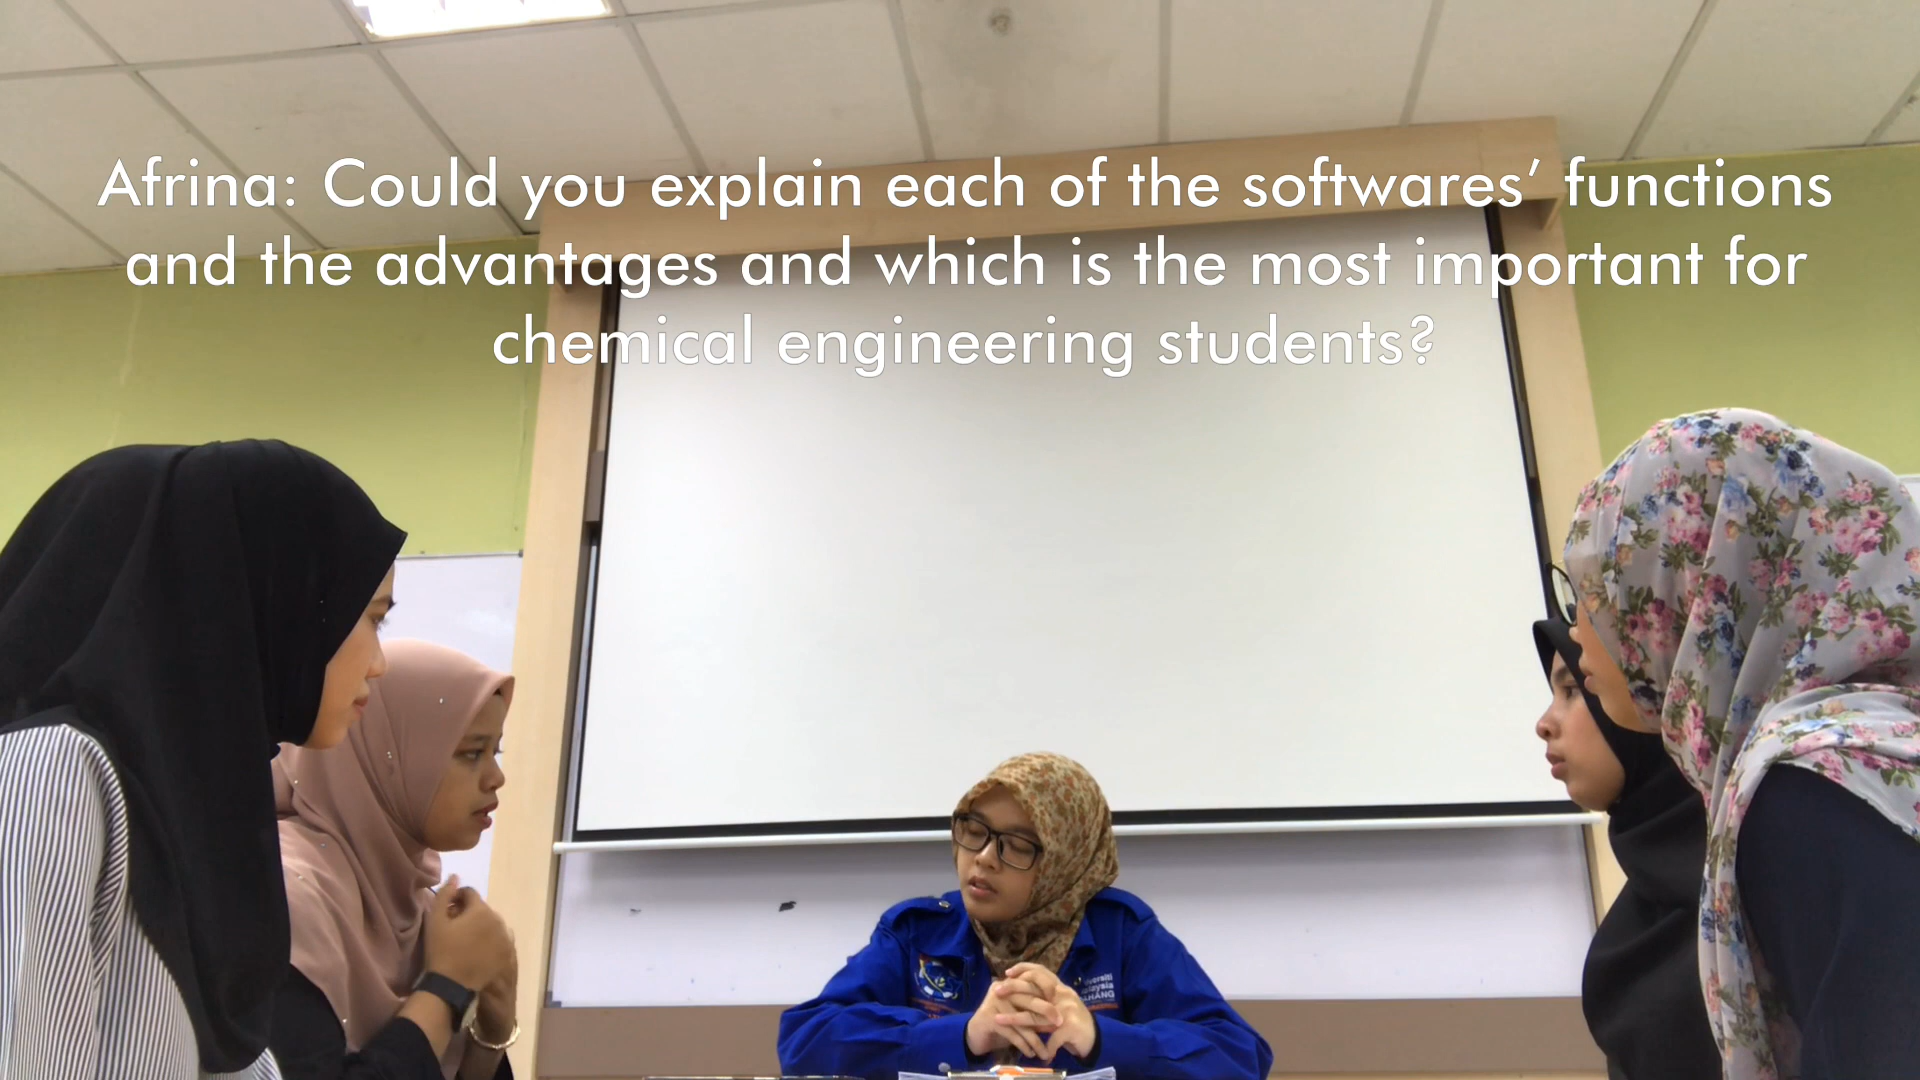 Afrina: Could you explain each of the softwares’ functions
and the advantages and which is the most important for
chemical engineering students?